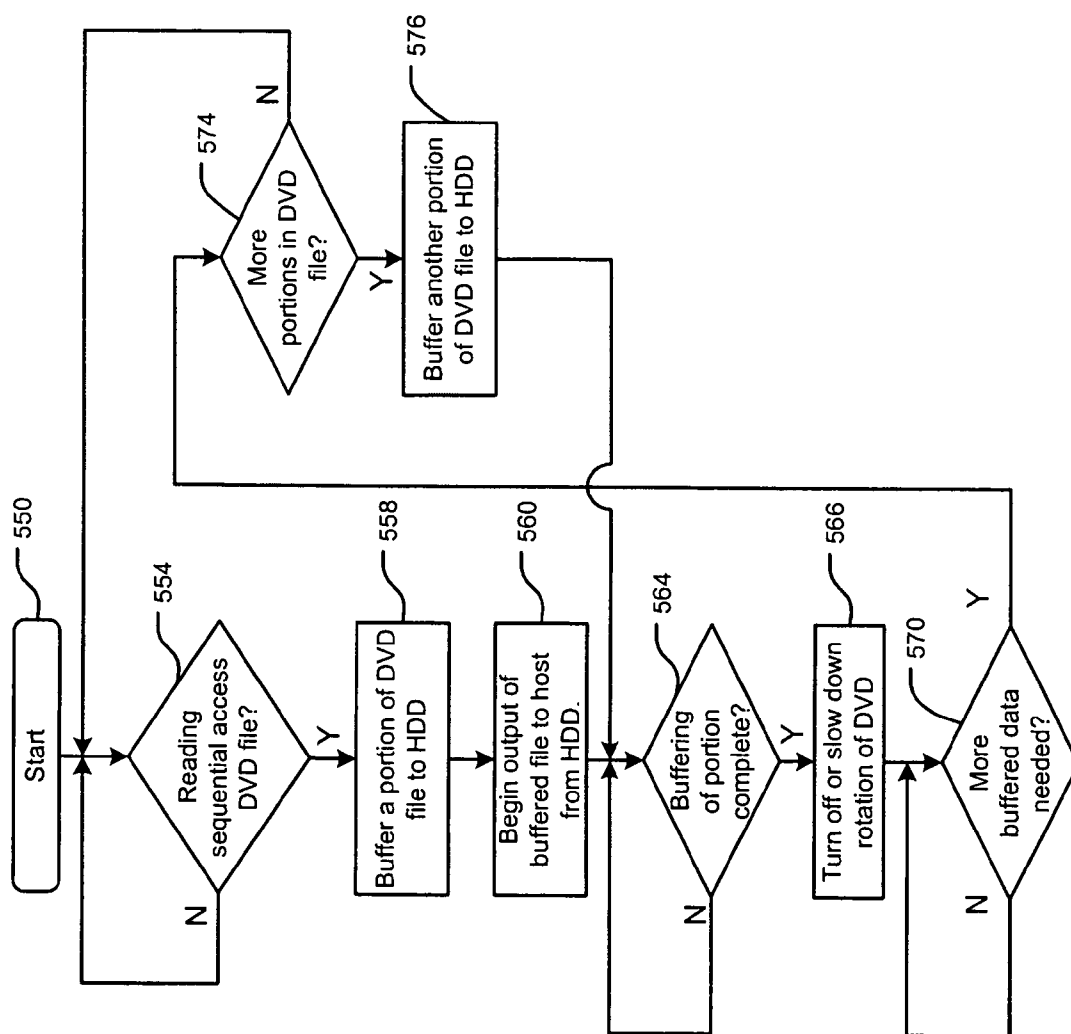 Start
550
Reading
sequential access
DVD file?
554
N
Y
Buffer a portion of DVD
file to HDD
558
Begin output of
buffered file to host
from HDD.
560
Buffering
of portion
complete?
564
N
Y
Turn off or slow down
rotation of DVD
566
More
buffered data
needed?
570
N
Y
More
portions in DVD
file?
574
N
Y
Buffer another portion
of DVD file to HDD
576